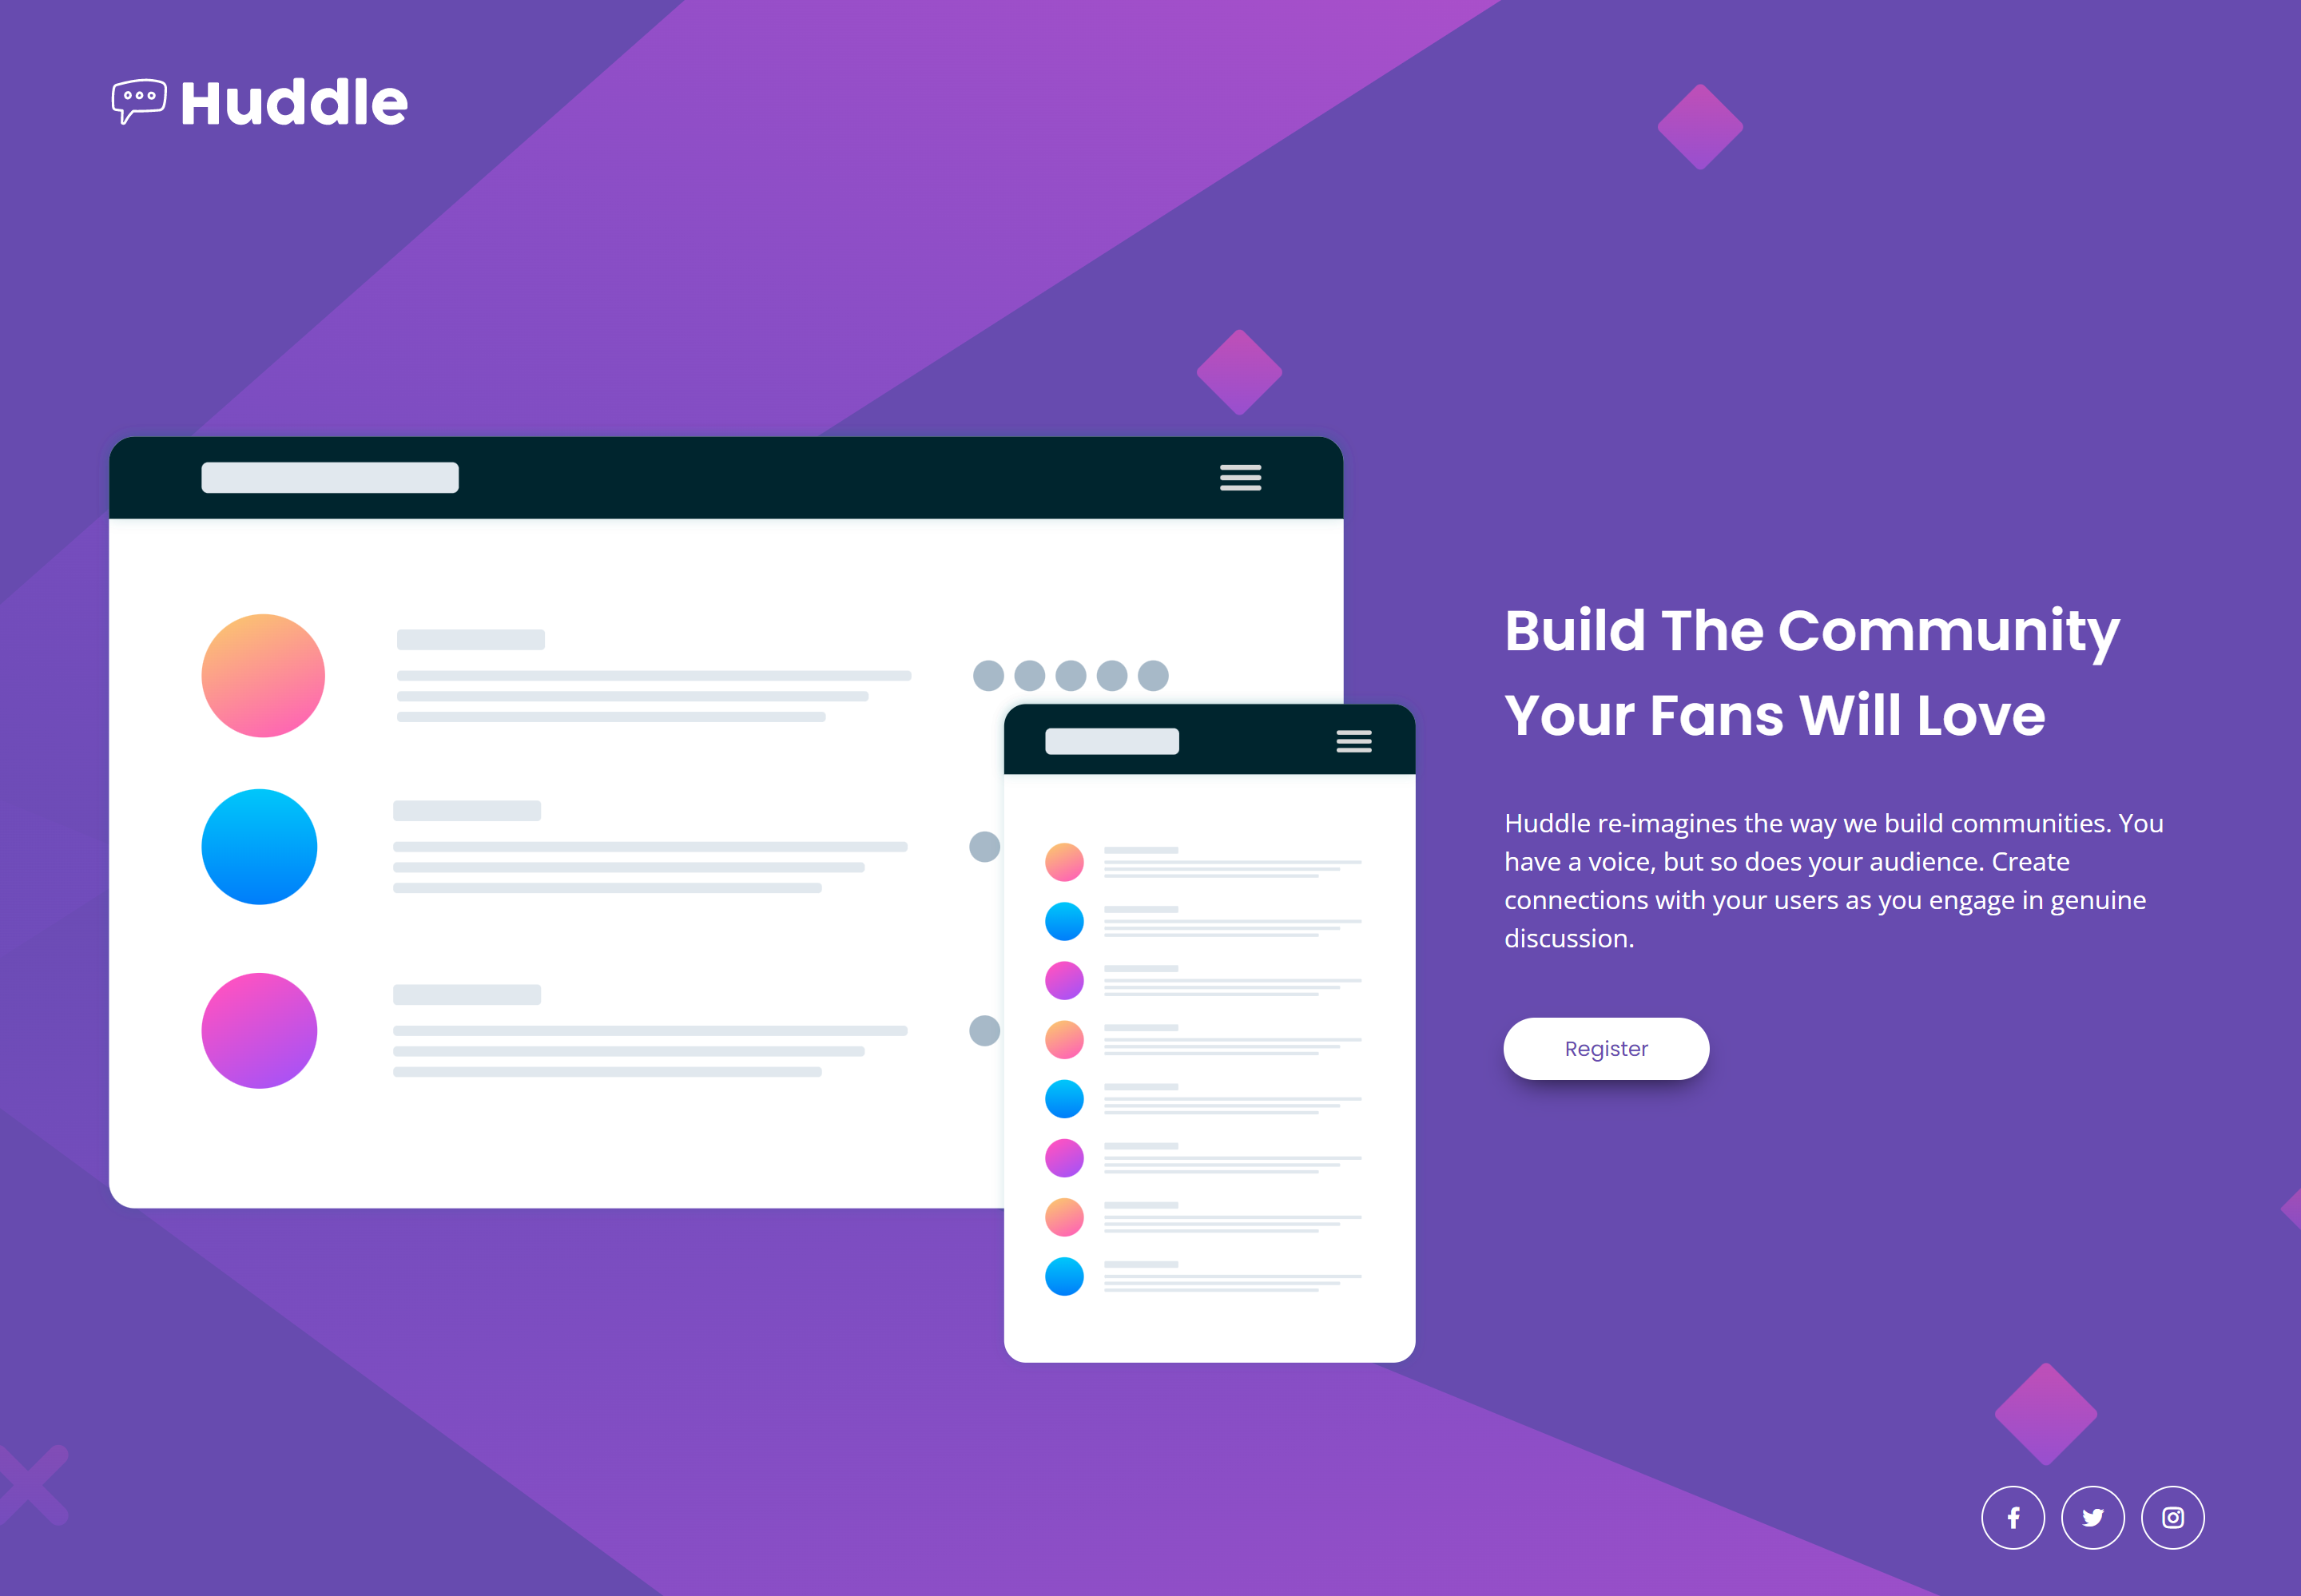 Huddle
Build The Community
Your Fans Will Love
Huddle re-imagines the way we build communities. You
have a voice, but so does your audience. Create
connections with your users as you engage in genuine
discussion.
Register